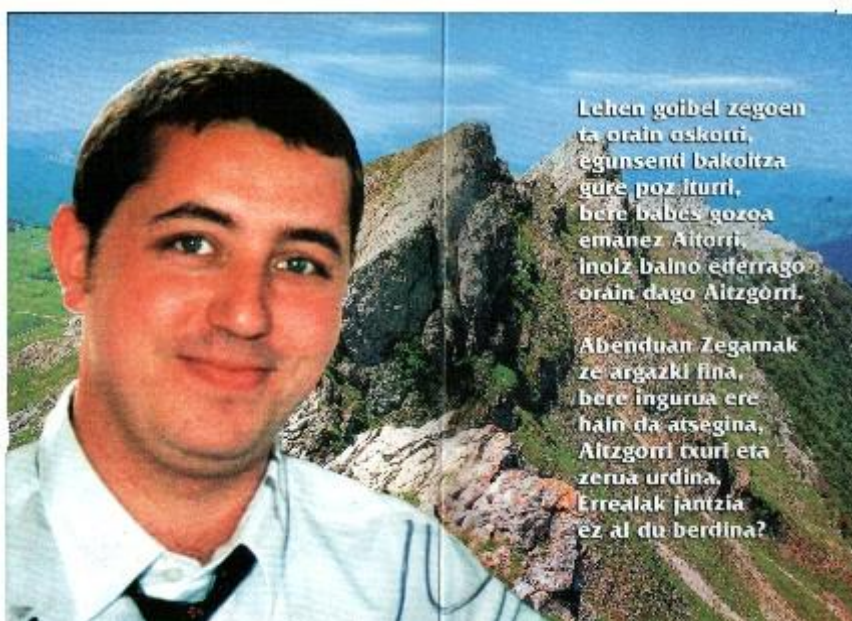 Lehen goibel zegoen
ta orain oskorri,
egunsenti bakoitza
gure poz iturri,
bere babes gozoa
emanez Aitorri,
inoiz baino ederrago
orain dago Aitzgorri.

Abenduan Zegamak
ze argazki fina,
bere ingurua ere
hain da atsegina,
Aitzgorri txuri eta
zerua urdina,
Errealak jantzia
ez al du berdina?